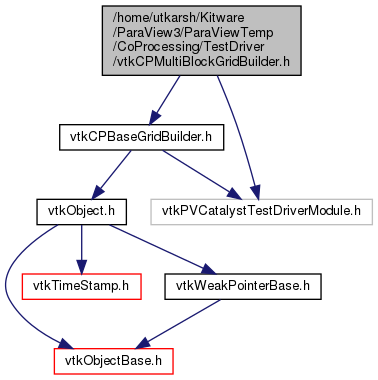 /home/utkarsh/Kitware
/ParaView3/ParaViewTemp
/CoProcessing/TestDriver
/vtkCPMultiBlockGridBuilder.h
vtkCPBaseGridBuilder.h
vtkObject.h
vtkPVCatalystTestDriverModule.h
vtkTimeStamp.h
vtkWeakPointerBase.h
vtkObjectBase.h